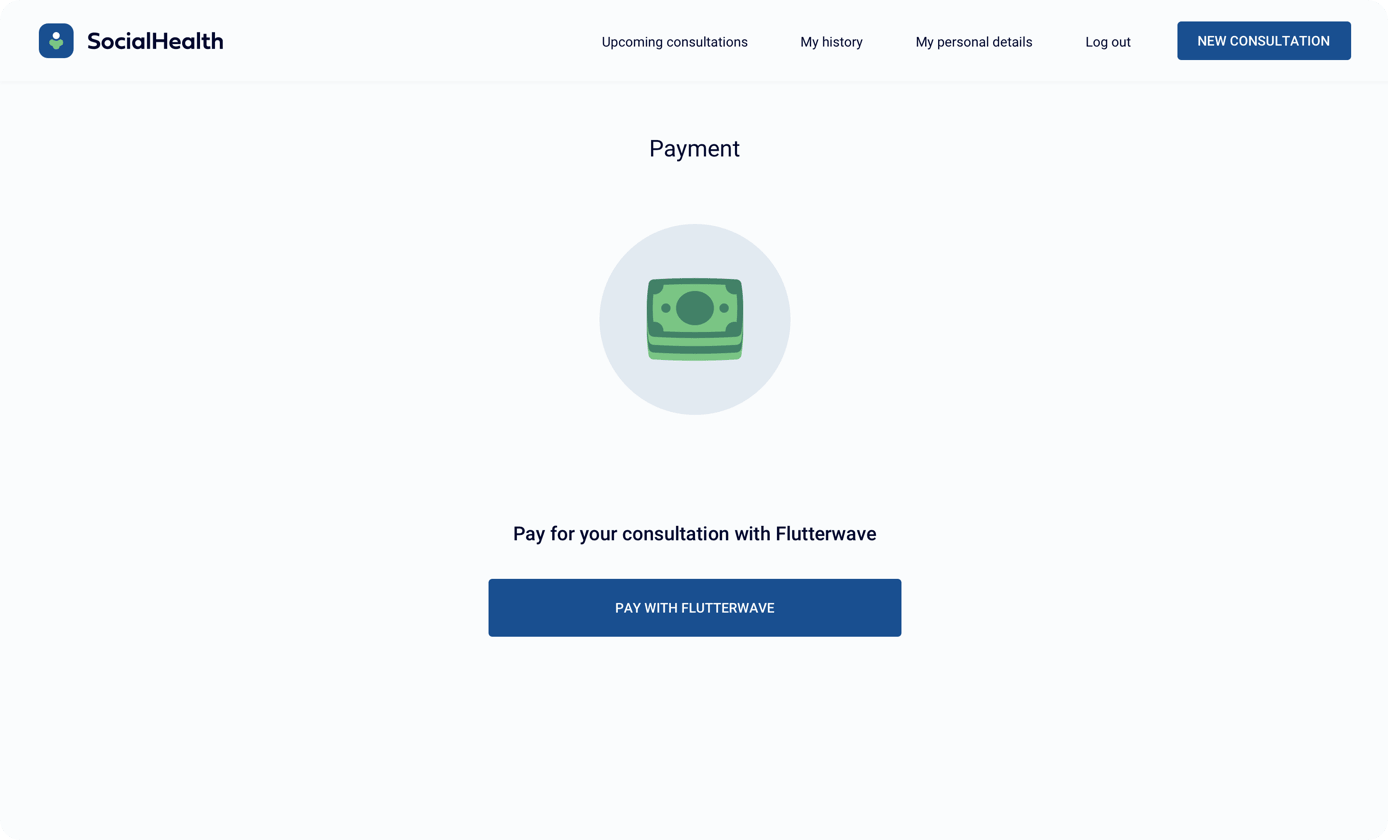 SocialHealth
Upcoming consultations
My history
My personal details
Log out
NEW CONSULTATION
Payment
Pay for your consultation with Flutterwave
PAY WITH FLUTTERWAVE